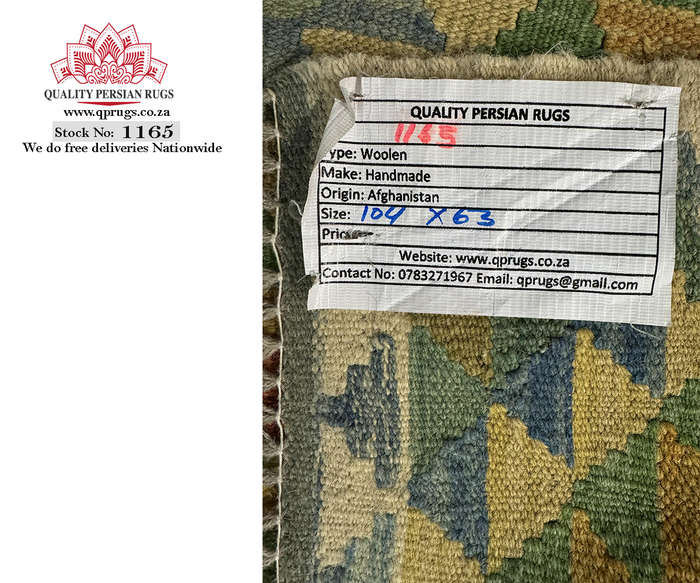 QUALITY PERSIAN RUGS
www.qprugs.co.za
Stock No: 1165
We do free deliveries Nationwide
QUALITY PERSIAN RUGS
1165
Type: Woolen
Make: Handmade
Origin: Afghanistan
Size: 104 X 63
Price
Website: www.qprugs.co.za
Contact No: 0783271967 Email: qprugs@gmail.com